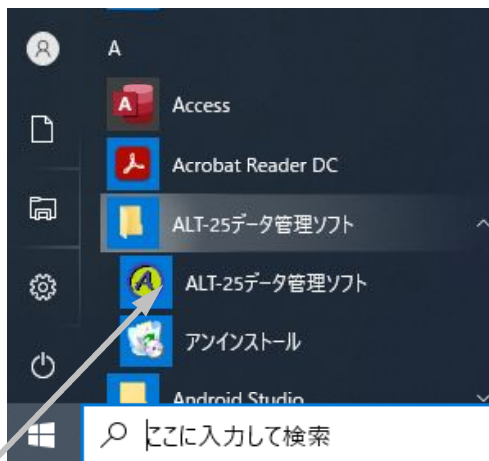 A
Access
Acrobat Reader DC
ALT-25データ管理ソフト
ALT-25データ管理ソフト
アンインストール
Android Studio
ここに入力して検索